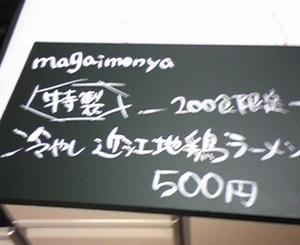 magaimonya
特製
200食限定
冷やし近江地鶏ラーメン
500円